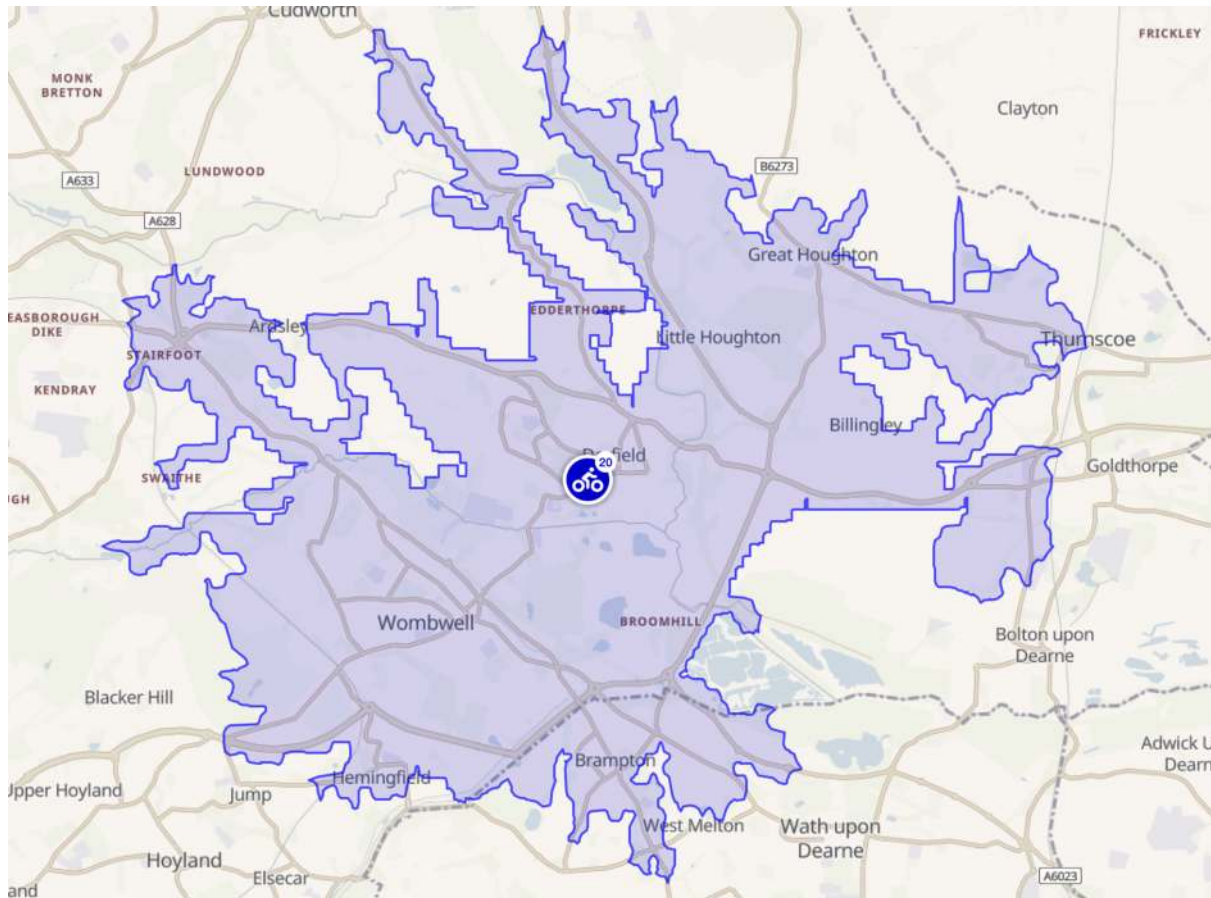 Cudworth
FRICKLEY
MONK
BRETTON
Clayton
B6273
LUNDWOOD
A633
A628
Great Houghton
EDDERTHORPE
EASBOROUGH
DIKE
Ardsley
Little Houghton
Thurnscoe
STAIRFOOT
KENDRAY
Billingley
Darfield
20
Goldthorpe
SWAITHE
GH
Wombwell
BROOMHILL
Bolton upon
Dearne
Blacker Hill
Adwick U
Dearn
Brampton
Hemingfield
Upper Hoyland
Jump
West Melton
Wath upon
Dearne
Hoyland
Elsecar
A6023
and